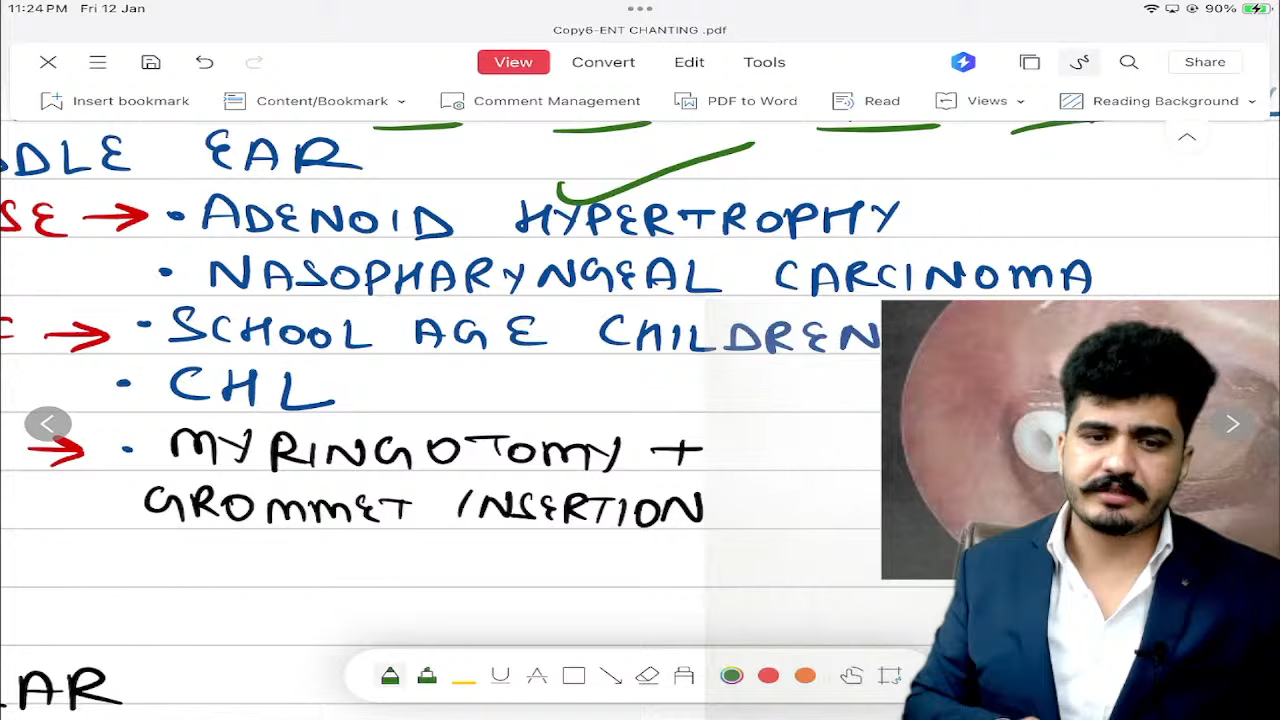 11:24 PM Fri 12 Jan
90%
Copy6-ENT CHANTING .pdf
View Convert Edit Tools
Share
Insert bookmark Content/Bookmark Comment Management PDF to Word Read Views Reading Background
DLE EAR
SE → • ADENOID HYPERTROPHY
• NASOPHARYNGEAL CARCINOMA
→ • SCHOOL AGE CHILDREN
• CHL
→ • MYRINGOTOMY +
GROMMET INSERTION
AR